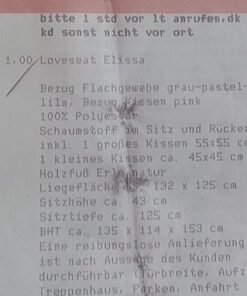 bitte 1 std vor lt anrufen,dk
kd sonst nicht vor ort
1,00 Loveseat Elissa
Bezug Flachgewebe grau-pastel-
lila, Bezug Kissen pink
100% Polyester
Schaumstoff im Sitz und Rücken
inkl. 1 großes Kissen 55x55 c
1 kleines Kissen ca. 45x45 cm
Holzfuß Erle natur
Liegefläche 132 x 125 cm
Sitzhöhe ca. 43 cm
Sitztiefe ca. 125 cm
BHT ca. 135 x 114 x 153 cm
Eine reibungslose Anlieferung
ist nach Aussage des Kunden
durchführbar (Türbreite, Aufz
Treppenhaus, Parken, Anfahrt